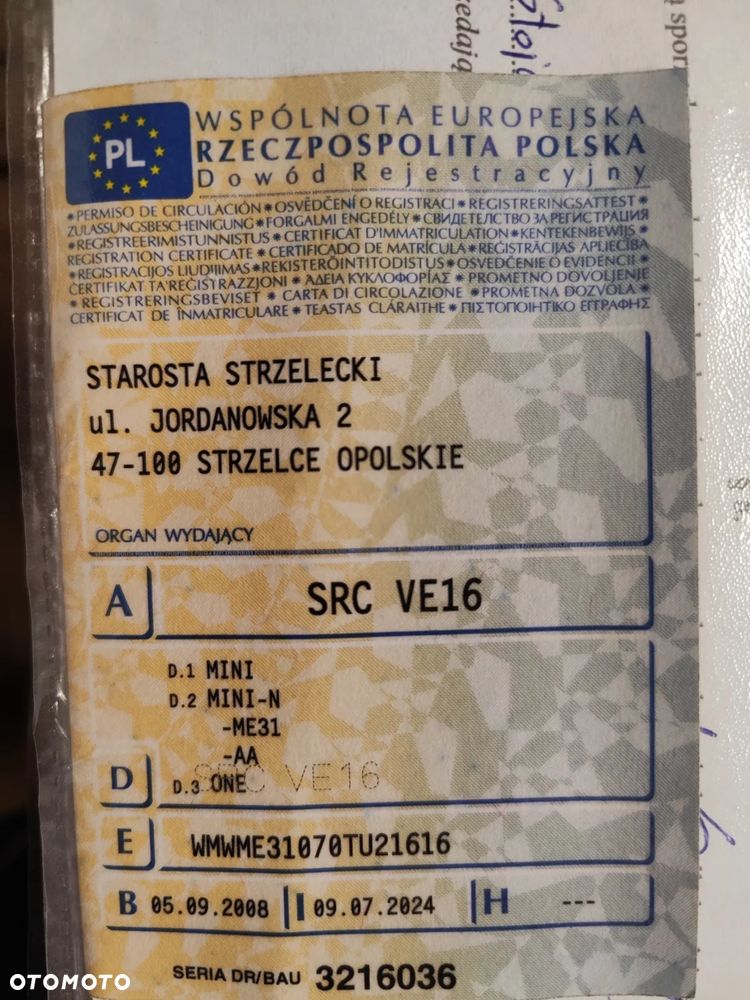 PL
WSPÓLNOTA EUROPEJSKA
RZECZPOSPOLITA POLSKA
Dowód Rejestracyjny
*PERMISO DE CIRCULACIÓN*OSVĚDČENÍ O REGISTRACI*REGISTRERINGSATTEST*
ZULASSUNGSBESCHEINIGUNG*FORGALMI ENGEDÉLY*СВИДЕТЕЛСТВО ЗА РЕГИСТРАЦИЯ
*REGISTREERIMISTUNNISTUS*CERTIFICAT D'IMMATRICULATION*KENTEKENBEWIJS*
REGISTRATION CERTIFICATE*CERTIFICADO DE MATRÍCULA*REGISTRĀCIJAS APLIECĪBA
*REGISTRACIJOS LIUDIJIMAS*REKISTERÖINTITODISTUS*OSVEDČENIE O EVIDENCII*
ĊERTIFIKAT TA'REĠISTRAZZJONI*ΑΔΕΙΑ ΚΥΚΛΟΦΟΡΙΑΣ*PROMETNO DOVOLJENJE
*REGISTRERINGSBEVISET*CARTA DI CIRCOLAZIONE*PROMETNA DOZVOLA*
CERTIFICAT DE ÎNMATRICULARE*TEASTAS CLÁRAITHE*ΠΙΣΤΟΠΟΙΗΤΙΚΟ ΕΓΓΡΑΦΗΣ
STAROSTA STRZELECKI
ul. JORDANOWSKA 2
47-100 STRZELCE OPOLSKIE
ORGAN WYDAJĄCY
A SRC VE16
D.1 MINI
D.2 MINI-N
-ME31
-AA
SRC VE16
D D.3 ONE
E WMWME31070TU21616
B 05.09.2008 I 09.07.2024 H ---
SERIA DR/BAU 3216036
OTOMOTO